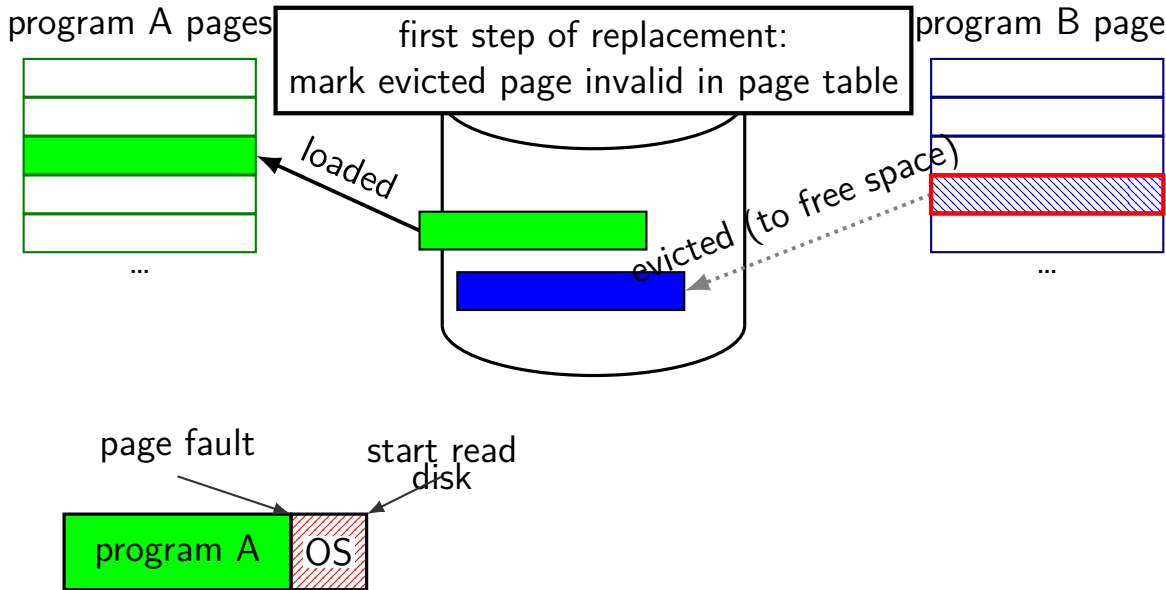 program A pages
first step of replacement:
mark evicted page invalid in page table
program B page
loaded
evicted (to free space)
...
...
page fault
start read
disk
program A
OS